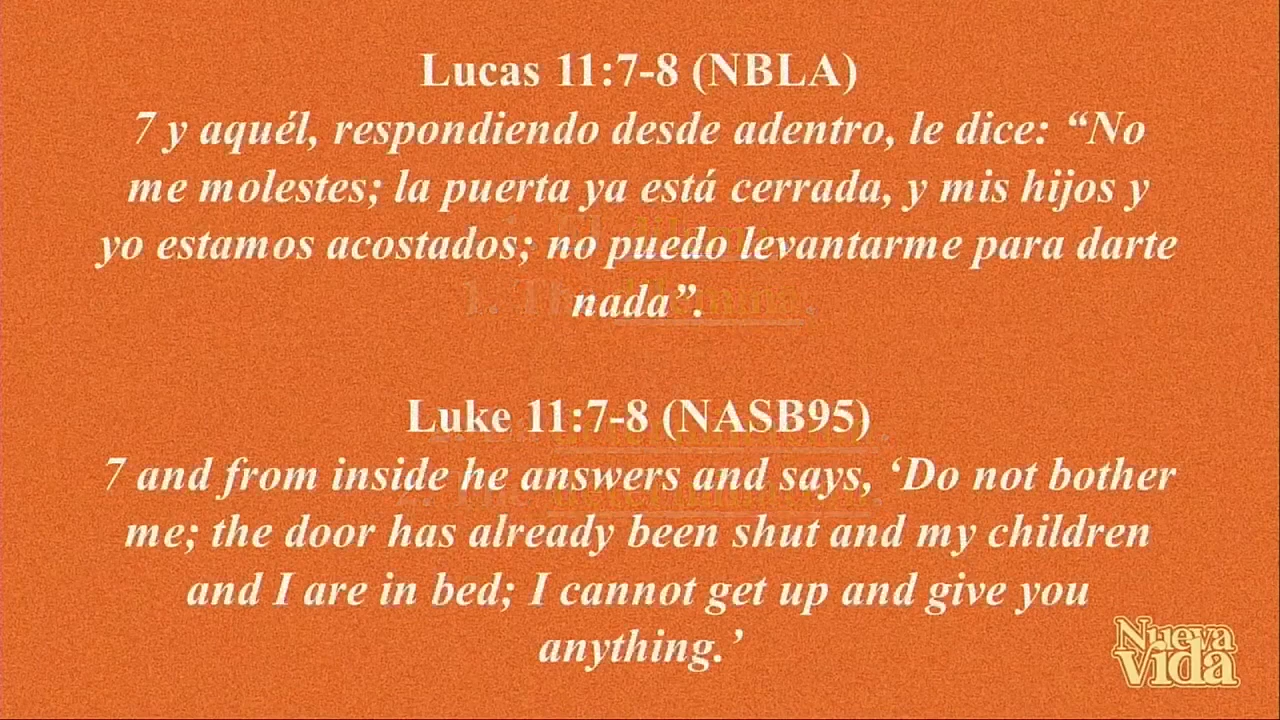 Lucas 11:7-8 (NBLA)
7 y aquél, respondiendo desde adentro, le dice: “No
me molestes; la puerta ya está cerrada, y mis hijos y
yo estamos acostados; no puedo levantarme para darte
nada”.
Luke 11:7-8 (NASB95)
7 and from inside he answers and says, ‘Do not bother
me; the door has already been shut and my children
and I are in bed; I cannot get up and give you
anything.’
Nueva
Vida